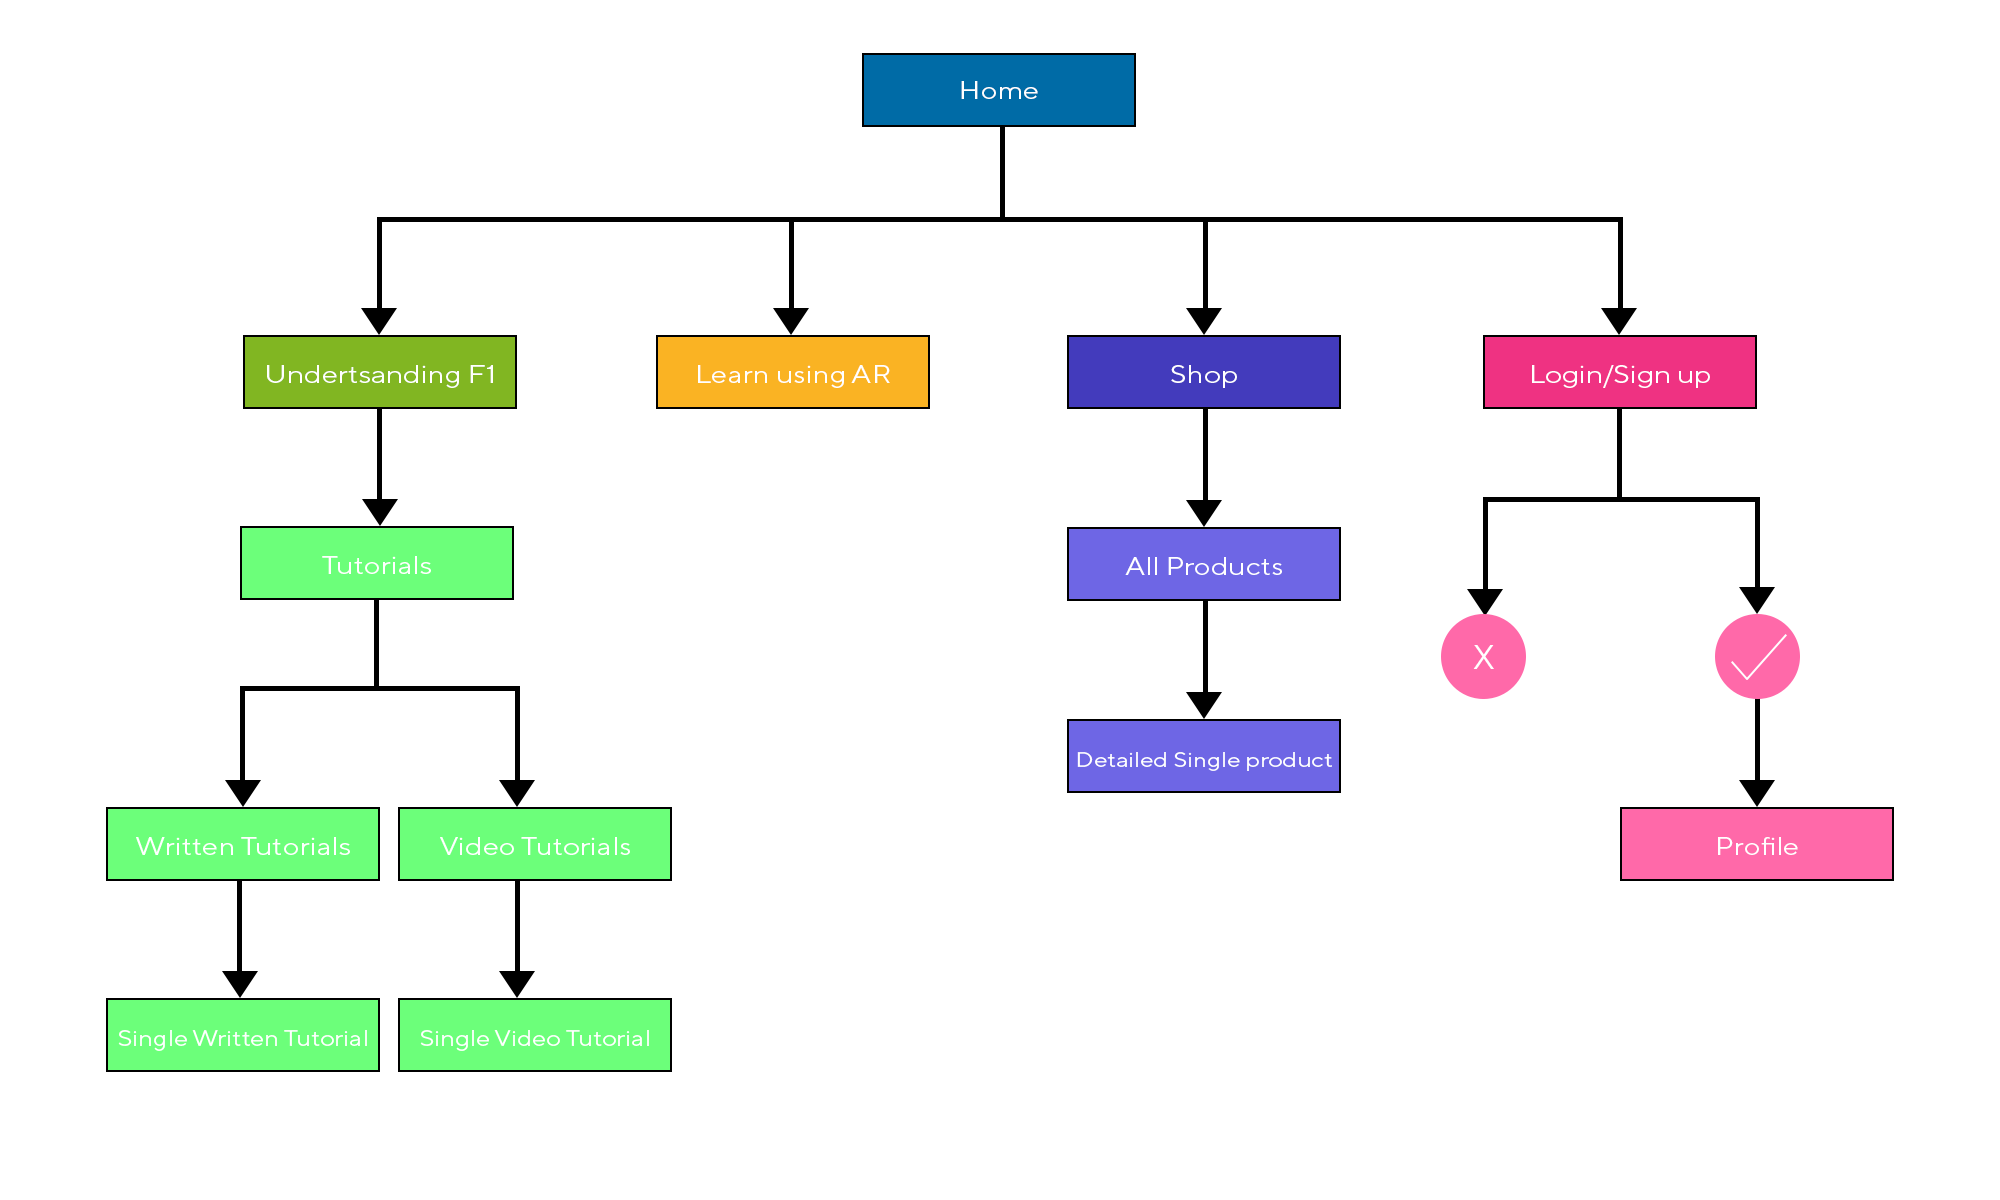 Home
Undertsanding F1
Learn using AR
Shop
Login/Sign up
Tutorials
All Products
X
Detailed Single product
Written Tutorials
Video Tutorials
Profile
Single Written Tutorial
Single Video Tutorial